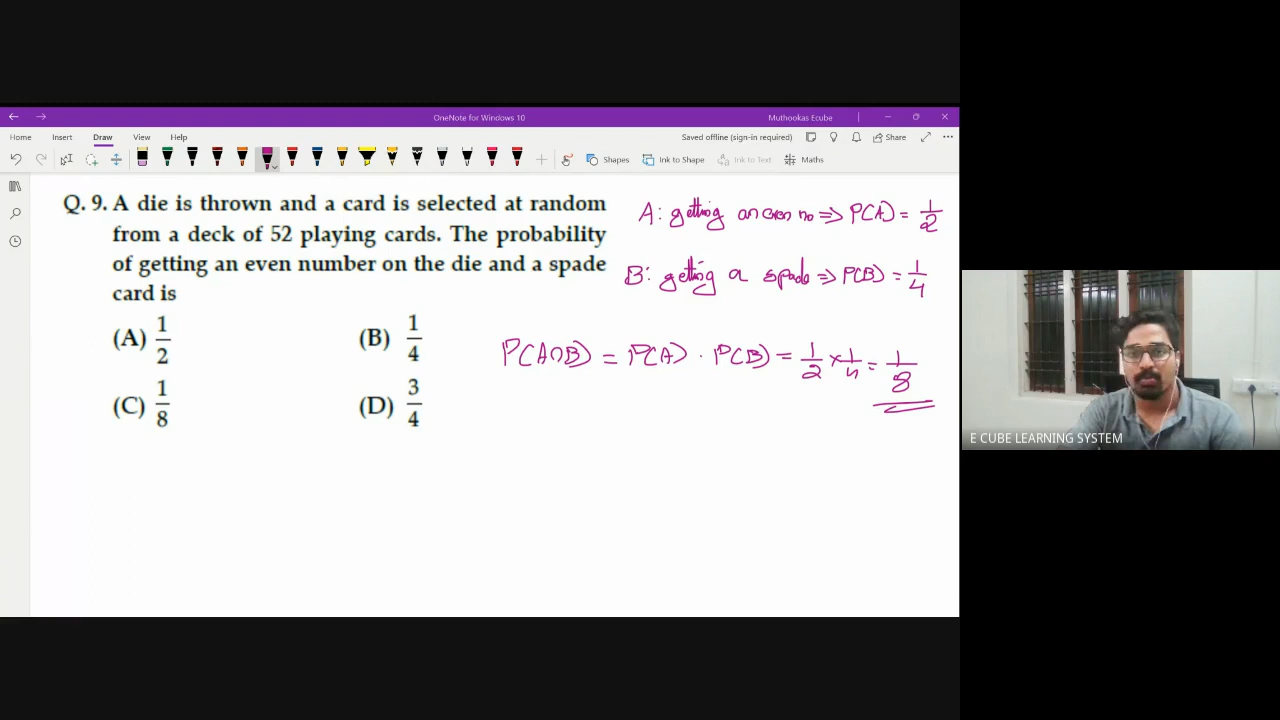 OneNote for Windows 10
Muthookas Ecube
Home Insert Draw View Help
Saved offline (sign-in required) Share
Shapes Ink to Shape Ink to Text Maths
Q. 9. A die is thrown and a card is selected at random
from a deck of 52 playing cards. The probability
of getting an even number on the die and a spade
card is
(A) 1/2 (B) 1/4
(C) 1/8 (D) 3/4
A: getting an even no ⇒ P(A) = 1/2
B: getting a spade ⇒ P(B) = 1/4
P(A∩B) = P(A) · P(B) = 1/2 × 1/4 = 1/8
E CUBE LEARNING SYSTEM